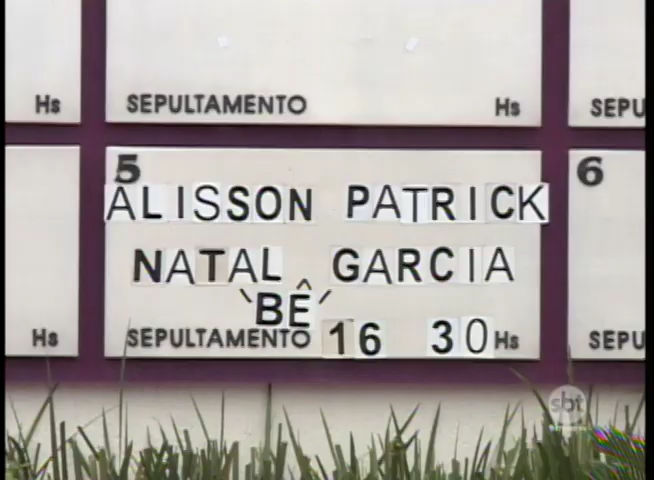 Hs SEPULTAMENTO Hs SEPU
5 6
ALISSON PATRICK
NATAL GARCIA
`BÊ´
Hs SEPULTAMENTO 16 30 Hs SEPU
sbt